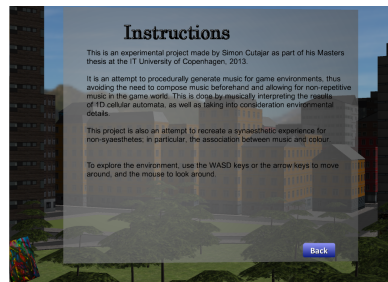 Instructions
This is an experimental project made by Simon Cutajar as part of his Masters
thesis at the IT University of Copenhagen, 2013.
It is an attempt to procedurally generate music for game environments, thus
avoiding the need to compose music beforehand and allowing for non-repetitive
music in the game world. This is done by musically interpreting the results
of 1D cellular automata, as well as taking into consideration environmental
details.
This project is also an attempt to recreate a synaesthetic experience for
non-syaesthetes; in particular, the association between music and colour.
To explore the environment, use the WASD keys or the arrow keys to move
around, and the mouse to look around.
Back